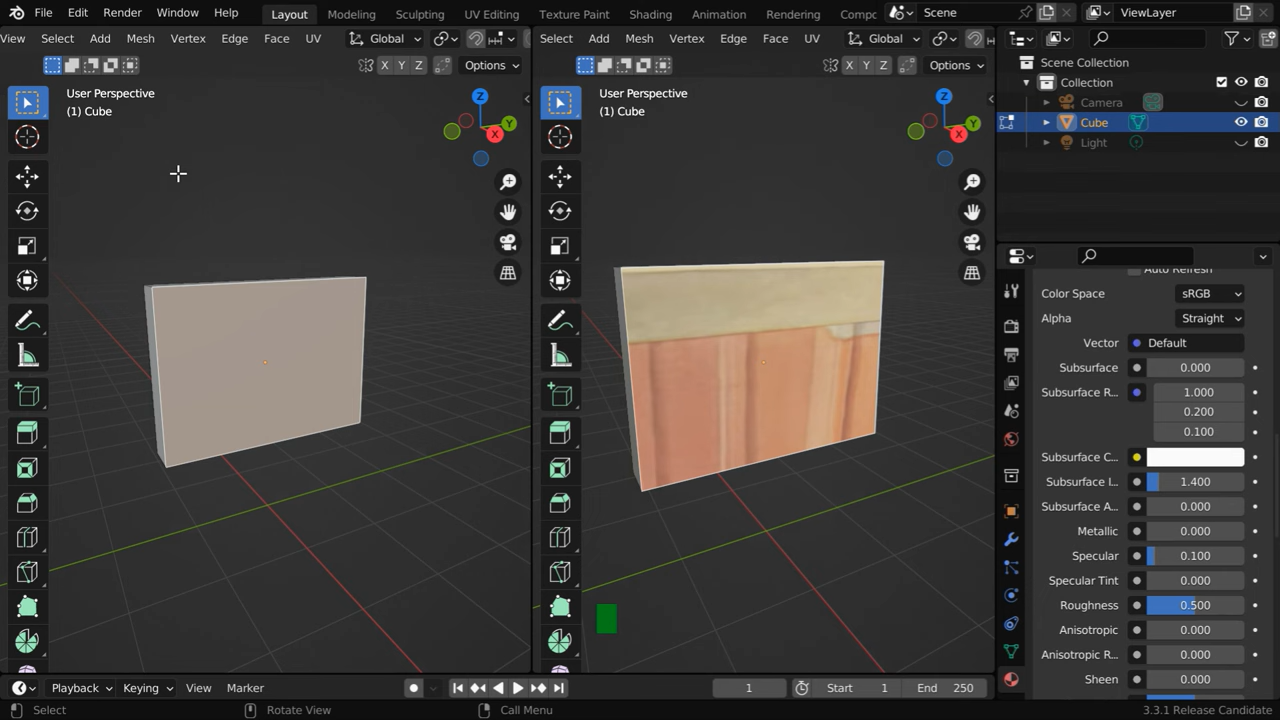 File Edit Render Window Help Layout Modeling Sculpting UV Editing Texture Paint Shading Animation Rendering Scene ViewLayer
View Select Add Mesh Vertex Edge Face UV Global
Select Add Mesh Vertex Edge Face UV Global
X Y Z Options
X Y Z Options
Scene Collection
Collection
Camera
Cube
Light
User Perspective
(1) Cube
Z
Y
X
User Perspective
(1) Cube
Z
Y
X
Color Space sRGB
Alpha Straight
Vector Default
Subsurface 0.000
Subsurface R... 1.000
0.200
0.100
Subsurface C...
Subsurface I... 1.400
Subsurface A... 0.000
Metallic 0.000
Specular 0.100
Specular Tint 0.000
Roughness 0.500
Anisotropic 0.000
Anisotropic R... 0.000
Sheen 0.000
Playback Keying View Marker 1 Start 1 End 250
Select Rotate View Call Menu 3.3.1 Release Candidate